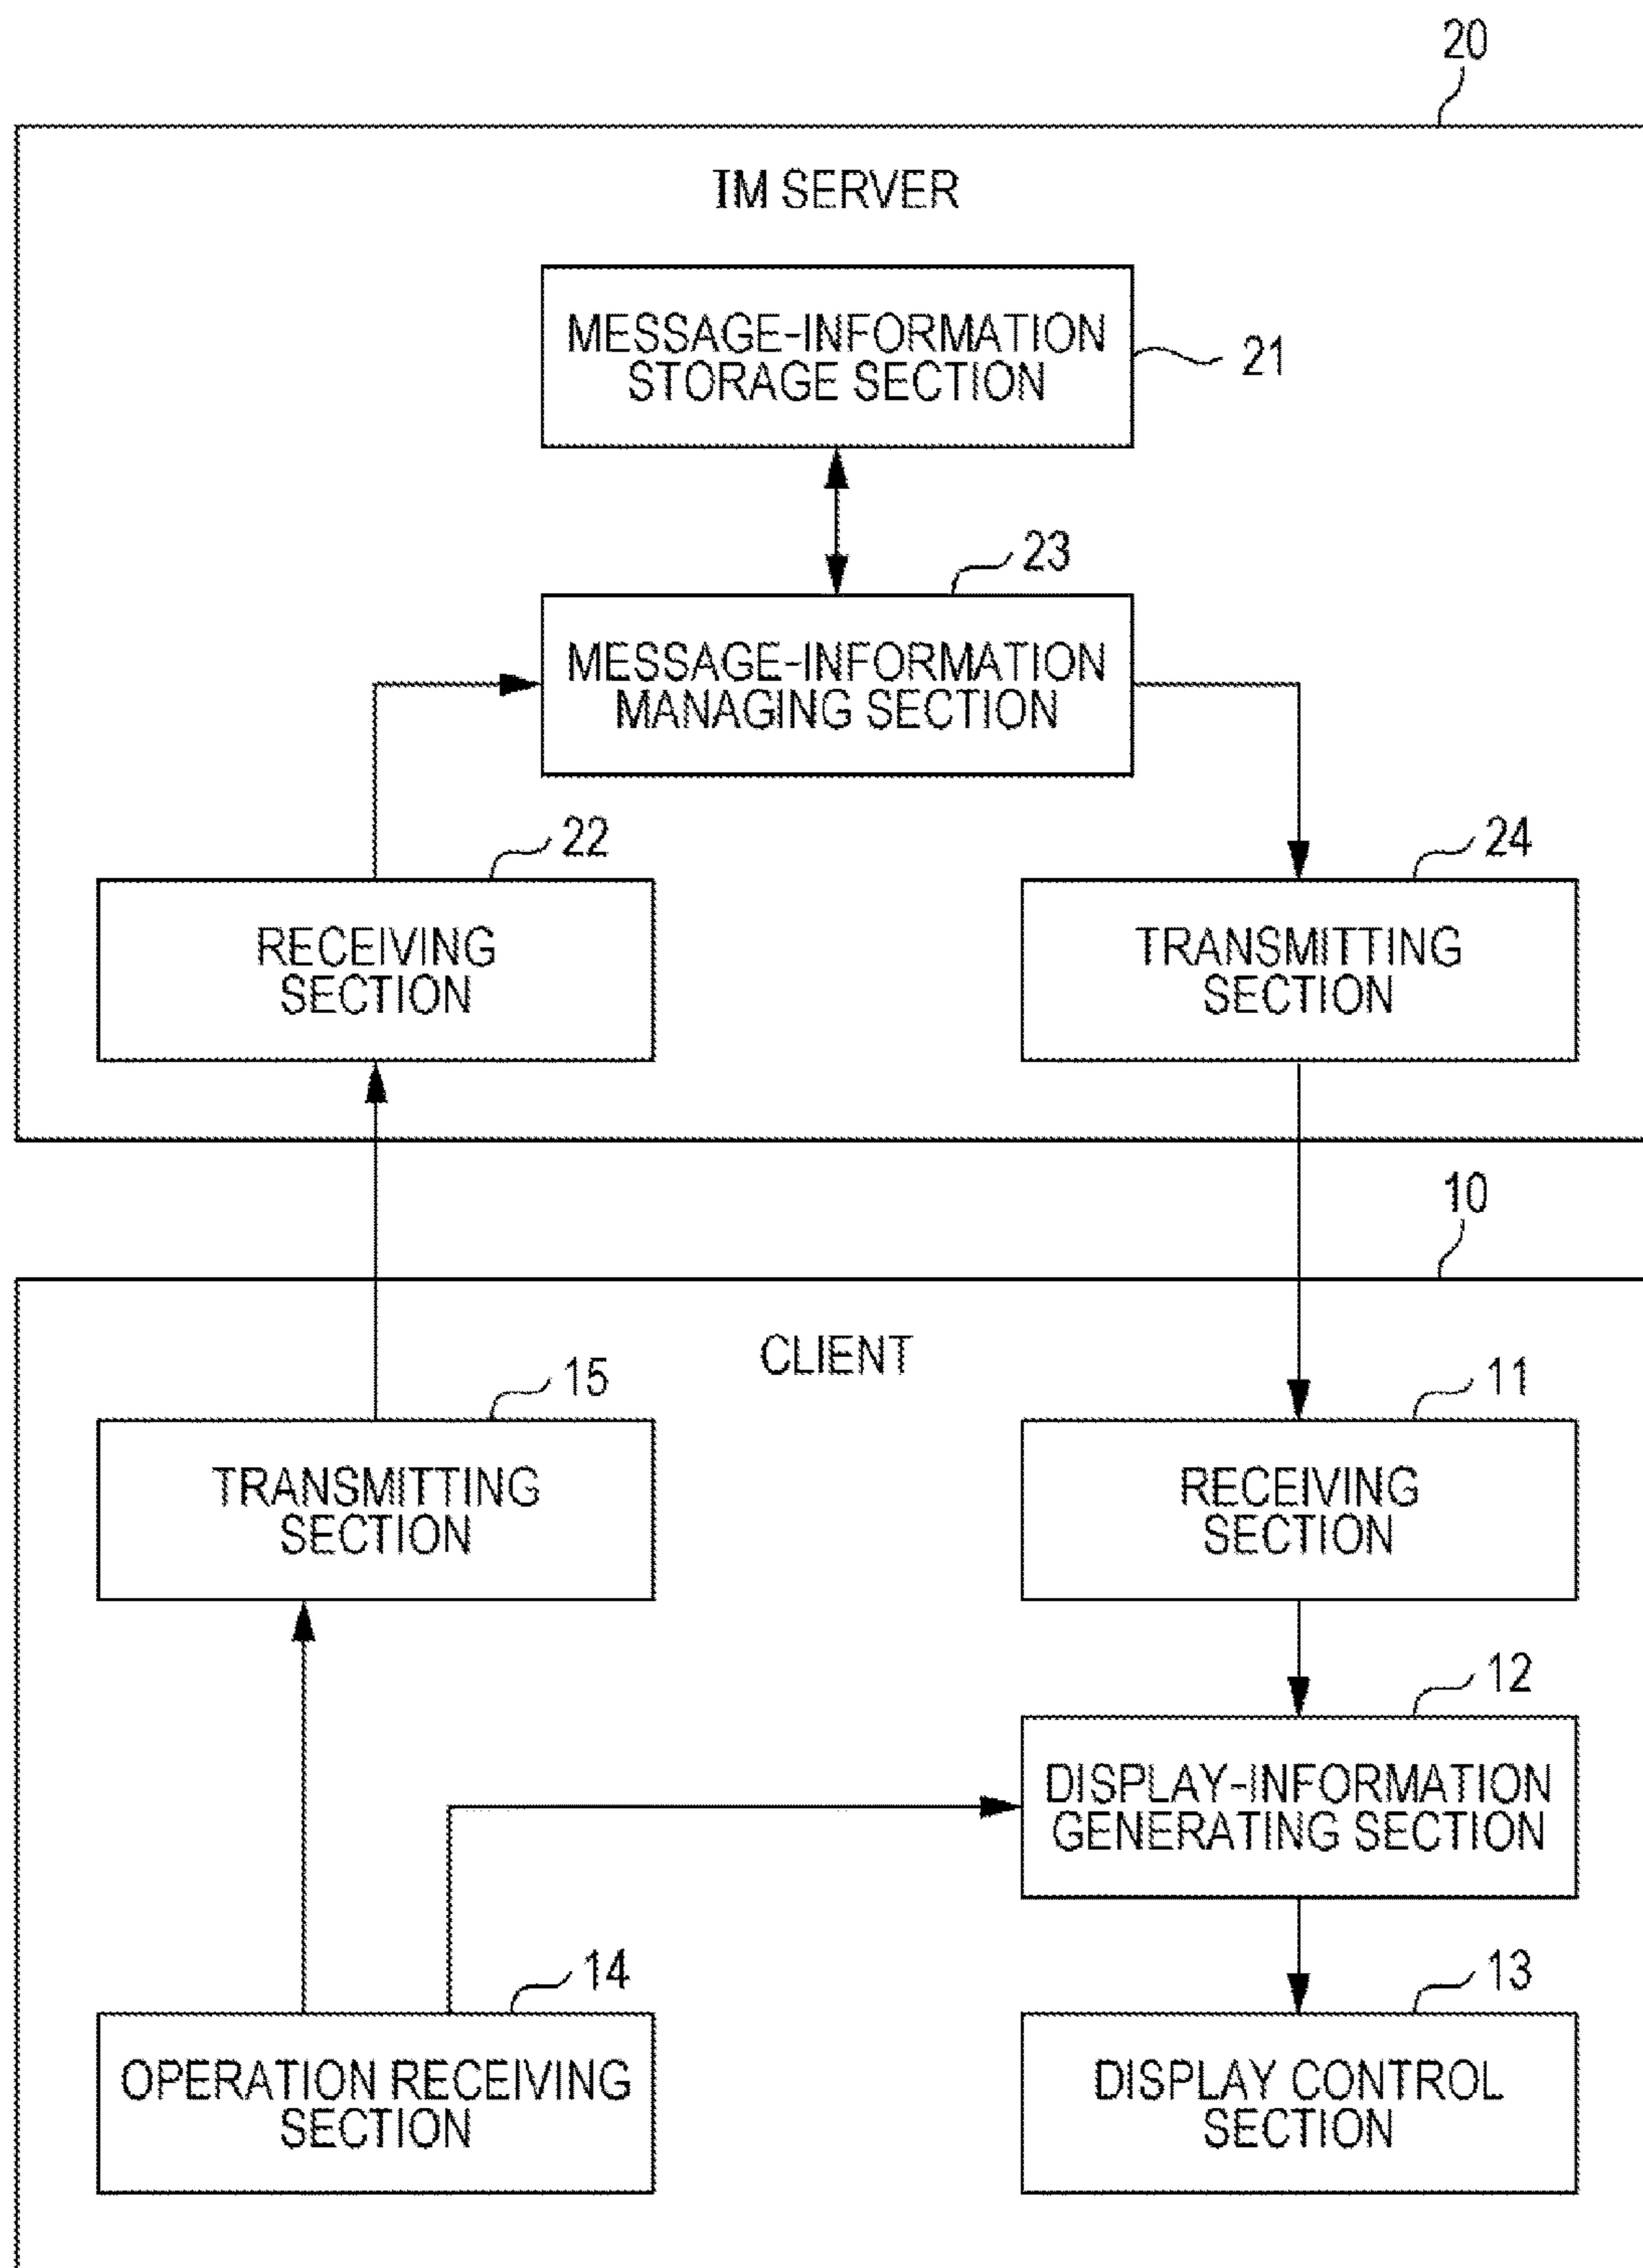 20
IM SERVER
MESSAGE-INFORMATION
STORAGE SECTION
21
23
MESSAGE-INFORMATION
MANAGING SECTION
22
24
RECEIVING
SECTION
TRANSMITTING
SECTION
10
CLIENT
15
11
TRANSMITTING
SECTION
RECEIVING
SECTION
12
DISPLAY-INFORMATION
GENERATING SECTION
14
13
OPERATION RECEIVING
SECTION
DISPLAY CONTROL
SECTION